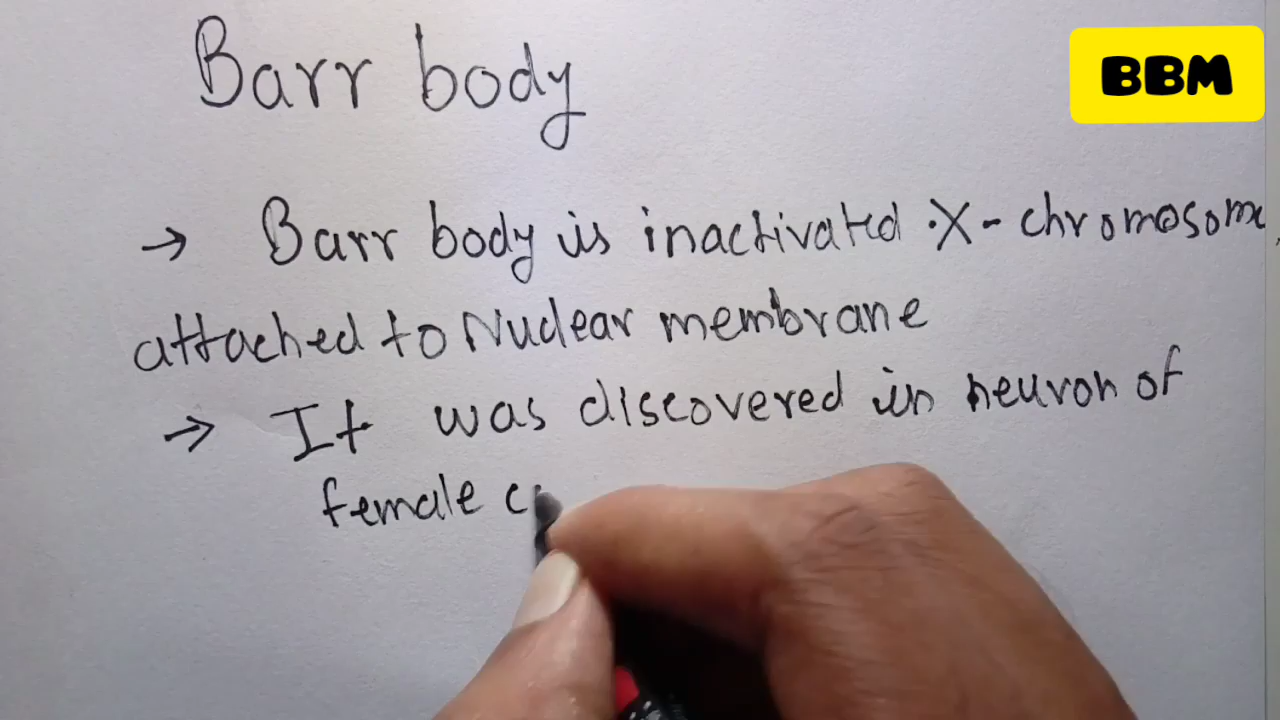 Barr body
BBM
→ Barr body is inactivated X-chromosome
attached to Nuclear membrane
→ It was discovered in neuron of
female